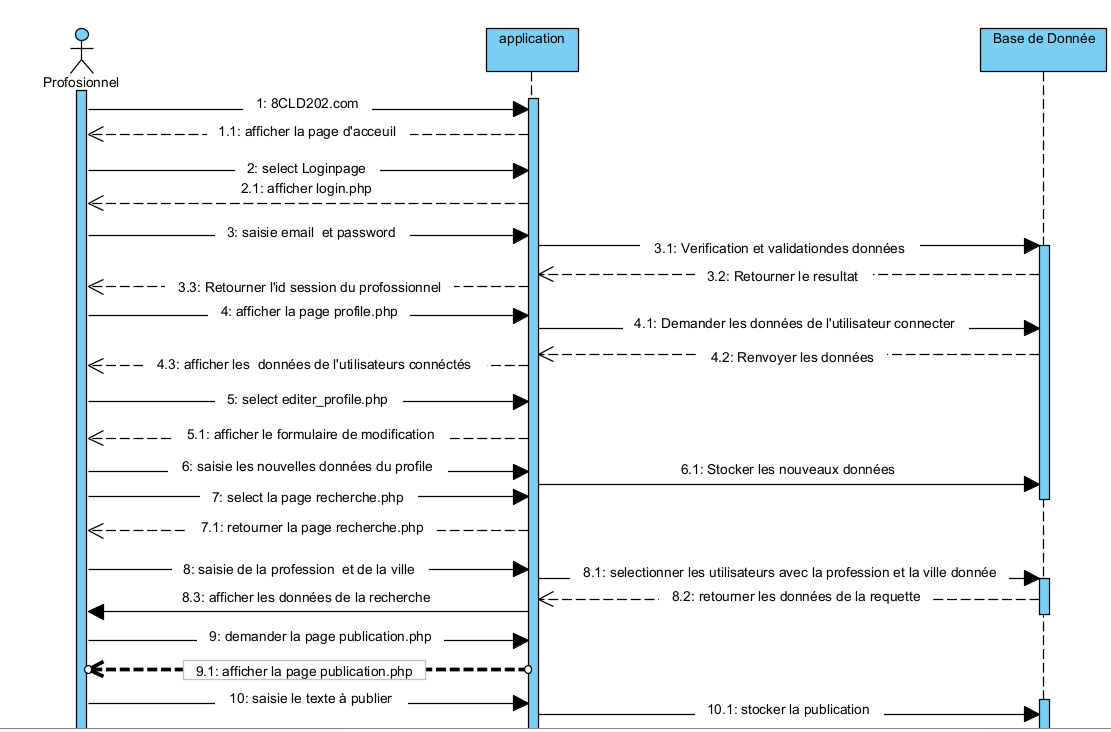 application
Base de Donnée
Profosionnel
1: 8CLD202.com
1.1: afficher la page d'acceuil
2: select Loginpage
2.1: afficher login.php
3: saisie email et password
3.1: Verification et validationdes données
3.2: Retourner le resultat
3.3: Retourner l'id session du profossionnel
4: afficher la page profile.php
4.1: Demander les données de l'utilisateur connecter
4.2: Renvoyer les données
4.3: afficher les données de l'utilisateurs connéctés
5: select editer_profile.php
5.1: afficher le formulaire de modification
6: saisie les nouvelles données du profile
6.1: Stocker les nouveaux données
7: select la page recherche.php
7.1: retourner la page recherche.php
8: saisie de la profession et de la ville
8.1: selectionner les utilisateurs avec la profession et la ville donnée
8.3: afficher les données de la recherche
8.2: retourner les données de la requette
9: demander la page publication.php
9.1: afficher la page publication.php
10: saisie le texte à publier
10.1: stocker la publication